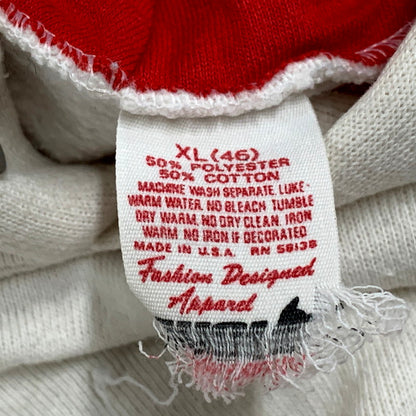 XL (46)
50% POLYESTER
50% COTTON
MACHINE WASH SEPARATE, LUKE-
WARM WATER, NO BLEACH TUMBLE
DRY WARM, NO DRY CLEAN, IRON
WARM, NO IRON IF DECORATED
MADE IN U.S.A. RN 58138
Fashion Designed
Apparel